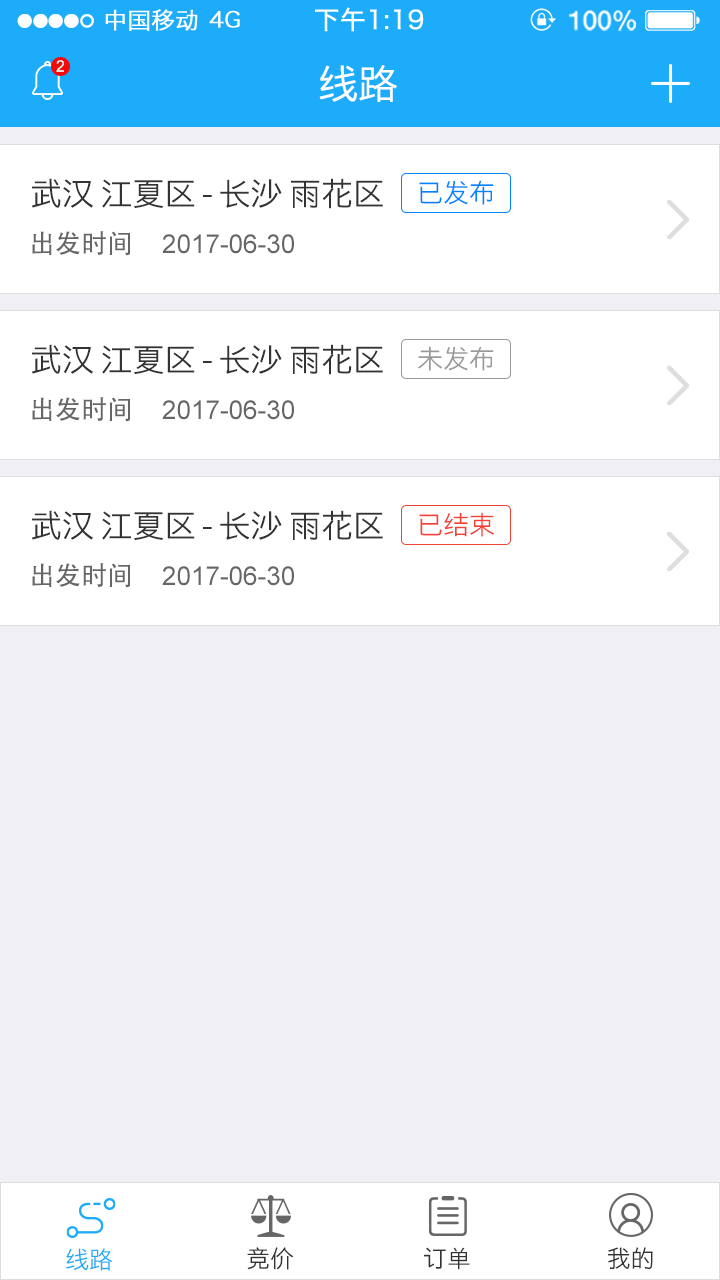 中国移动 4G 下午1:19 100%
2
线路
武汉 江夏区 - 长沙 雨花区 已发布
出发时间 2017-06-30
武汉 江夏区 - 长沙 雨花区 未发布
出发时间 2017-06-30
武汉 江夏区 - 长沙 雨花区 已结束
出发时间 2017-06-30
线路 竞价 订单 我的